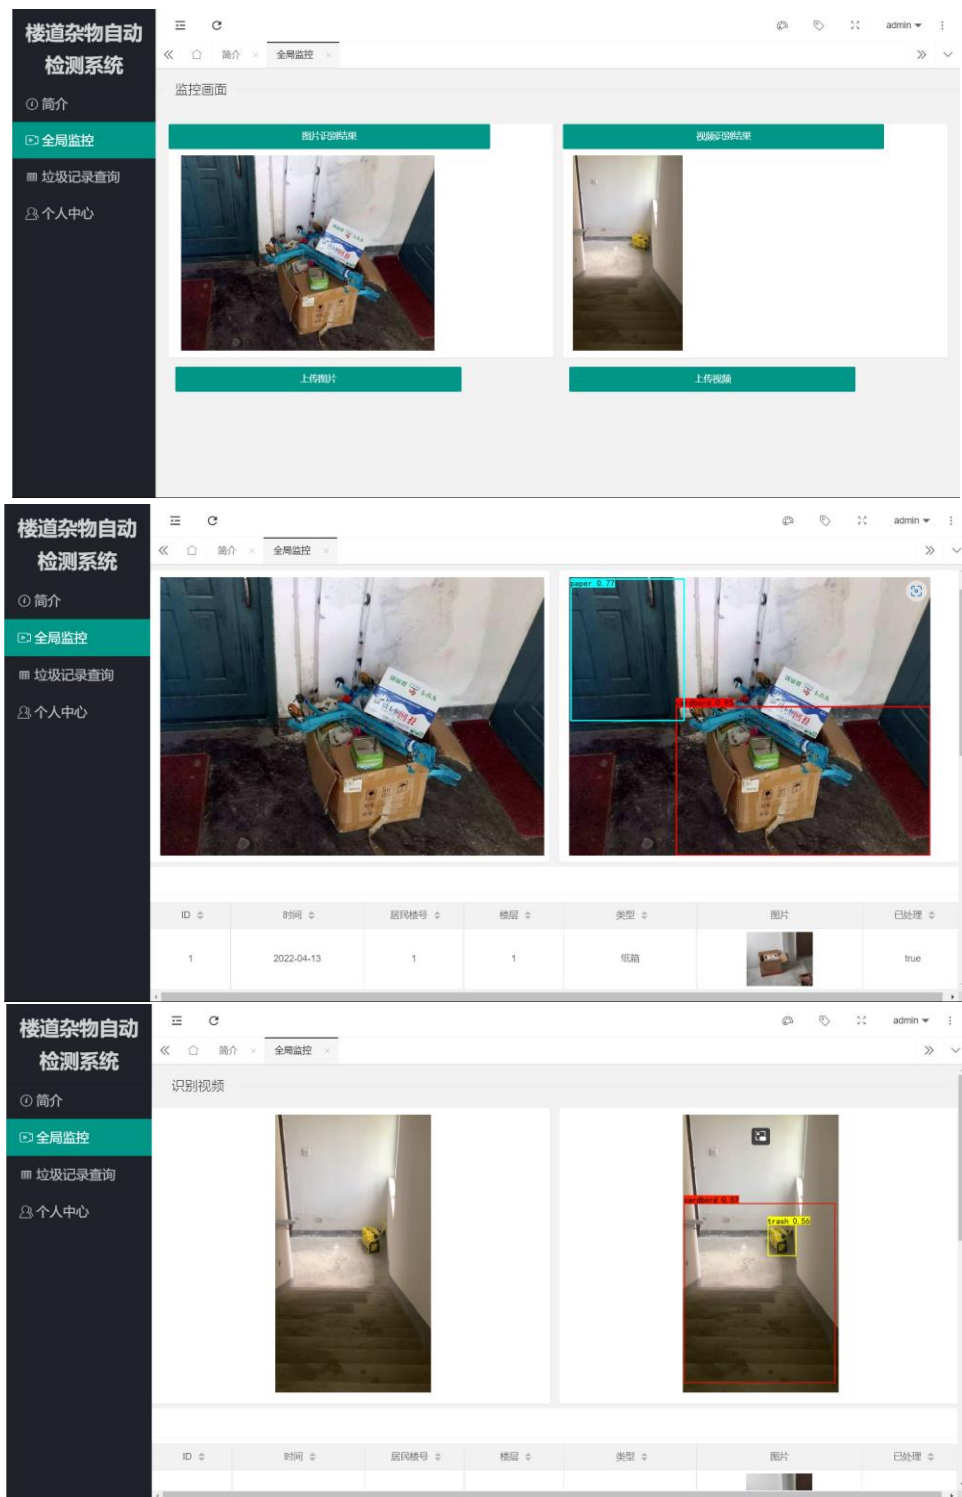 楼道杂物自动
检测系统
简介
全局监控
垃圾记录查询
个人中心
admin
简介 ×
全局监控 ×
监控画面
图片识别结果
视频识别结果
上传图片
上传视频
楼道杂物自动
检测系统
简介
全局监控
垃圾记录查询
个人中心
admin
简介 ×
全局监控 ×
paper 0.77
ID 时间 居民楼号 楼层 类型 图片 已处理
1 2022-04-13 1 1 纸箱 true
楼道杂物自动
检测系统
简介
全局监控
垃圾记录查询
个人中心
admin
简介 ×
全局监控 ×
识别视频
cardbord 0.57
trash 0.56
ID 时间 居民楼号 楼层 类型 图片 已处理